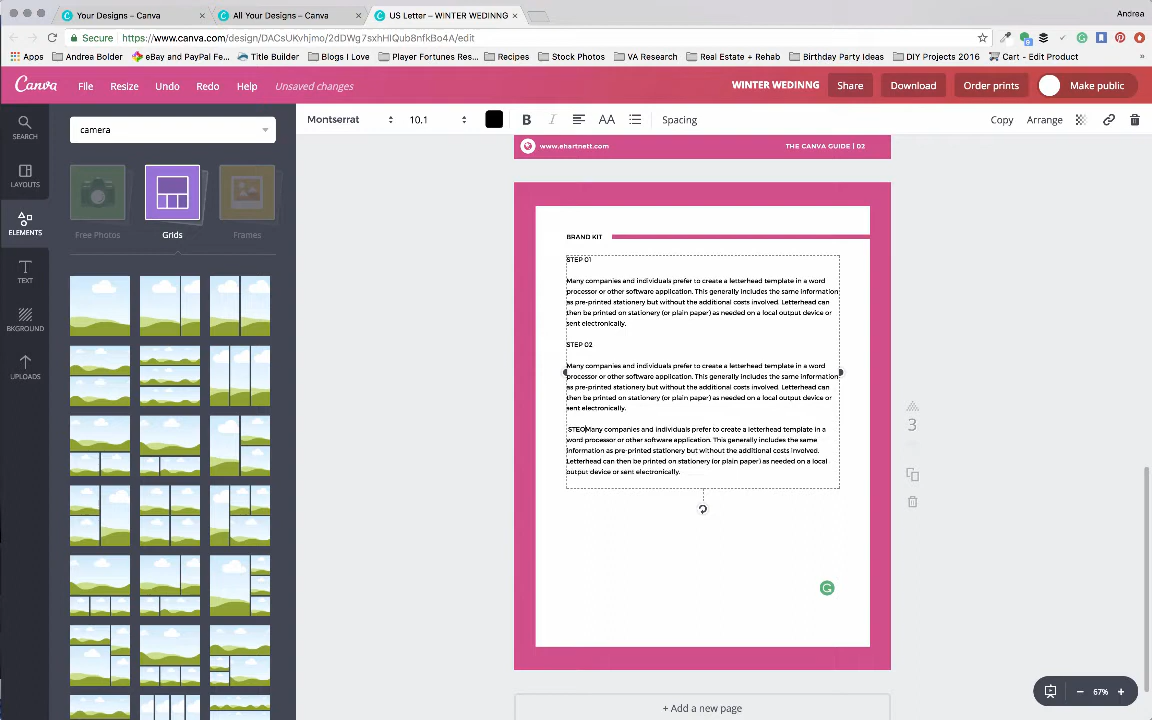 Andrea
Your Designs – Canva
All Your Designs – Canva
US Letter – WINTER WEDINNG
Secure
https://www.canva.com/design/DACsUKvhjmo/2dDWg7sxhHIQub8nfkBo4A/edit
Apps
Andrea Bolder
eBay and PayPal Fe...
Title Builder
Blogs I Love
Player Fortunes Res...
Recipes
Stock Photos
VA Research
Real Estate + Rehab
Birthday Party Ideas
DIY Projects 2016
Cart - Edit Product
Canva
File
Resize
Undo
Redo
Help
Unsaved changes
WINTER WEDINNG
Share
Download
Order prints
Make public
SEARCH
LAYOUTS
ELEMENTS
TEXT
BKGROUND
UPLOADS
camera
Free Photos
Grids
Frames
Montserrat
10,1
B
I
AA
Spacing
Copy
Arrange
www.ehartnett.com
THE CANVA GUIDE | 02
BRAND KIT
STEP 01
Many companies and individuals prefer to create a letterhead template in a word
processor or other software application. This generally includes the same information
as pre-printed stationery but without the additional costs involved. Letterhead can
then be printed on stationery (or plain paper) as needed on a local output device or
sent electronically.
STEP 02
Many companies and individuals prefer to create a letterhead template in a word
processor or other software application. This generally includes the same information
as pre-printed stationery but without the additional costs involved. Letterhead can
then be printed on stationery (or plain paper) as needed on a local output device or
sent electronically.
STEOMany companies and individuals prefer to create a letterhead template in a
word processor or other software application. This generally includes the same
information as pre-printed stationery but without the additional costs involved.
Letterhead can then be printed on stationery (or plain paper) as needed on a local
output device or sent electronically.
3
+ Add a new page
67%